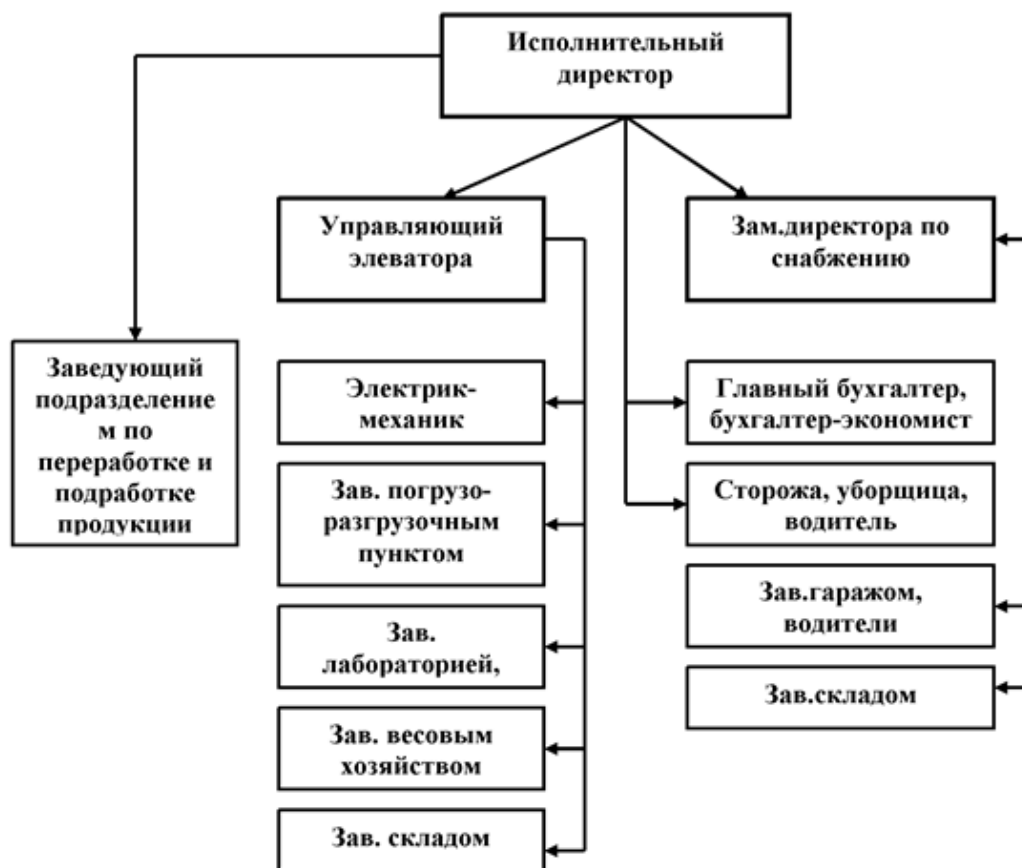 Исполнительный
директор
Управляющий
элеватора
Зам.директора по
снабжению
Заведующий
подразделение
м по
переработке и
подработке
продукции
Электрик-
механик
Главный бухгалтер,
бухгалтер-экономист
Зав. погрузо-
разгрузочным
пунктом
Сторожа, уборщица,
водитель
Зав.
лабораторией,
Зав.гаражом,
водители
Зав.складом
Зав. весовым
хозяйством
Зав. складом